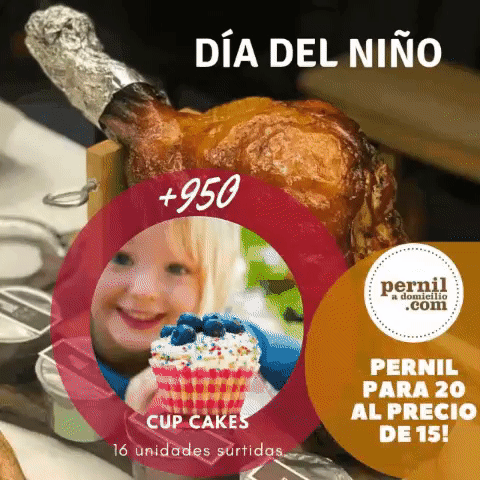 DÍA DEL NIÑO
+950
pernil
a domicilio
.com
PERNIL
PARA 20
AL PRECIO
DE 15!
CUP CAKES
16 unidades surtidas.